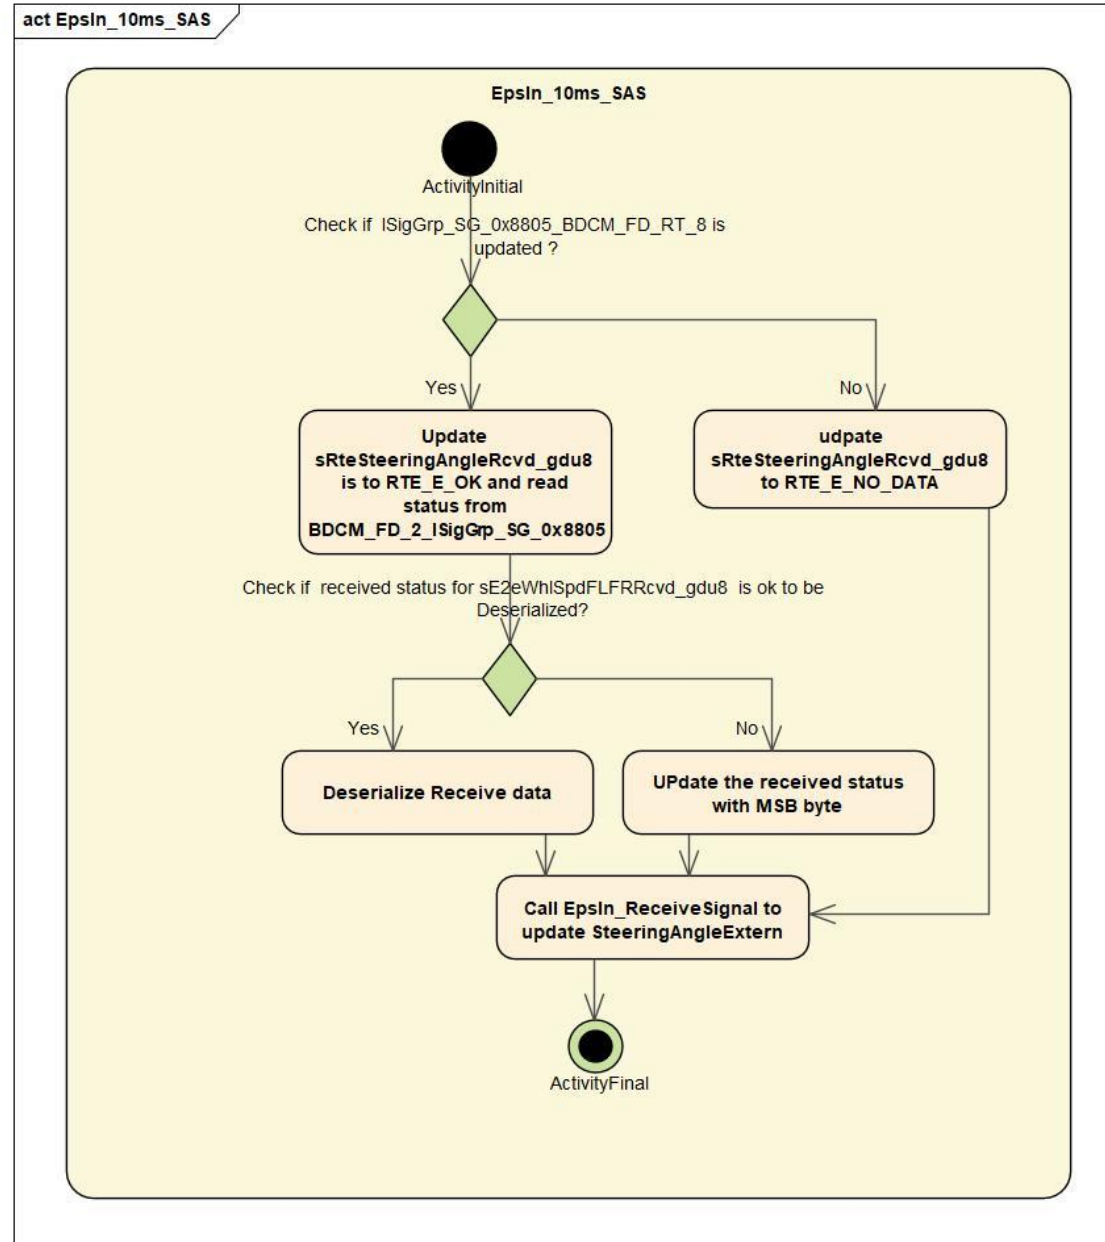 act EpsIn_10ms_SAS
EpsIn_10ms_SAS
ActivityInitial
Check if ISigGrp_SG_0x8805_BDCM_FD_RT_8 is
updated ?
Yes
No
Update
sRteSteeringAngleRcvd_gdu8
is to RTE_E_OK and read
status from
BDCM_FD_2_ISigGrp_SG_0x8805
udpate
sRteSteeringAngleRcvd_gdu8
to RTE_E_NO_DATA
Check if received status for sE2eWhlSpdFLFRRcvd_gdu8 is ok to be
Deserialized?
Yes
No
Deserialize Receive data
UPdate the received status
with MSB byte
Call EpsIn_ReceiveSignal to
update SteeringAngleExtern
ActivityFinal